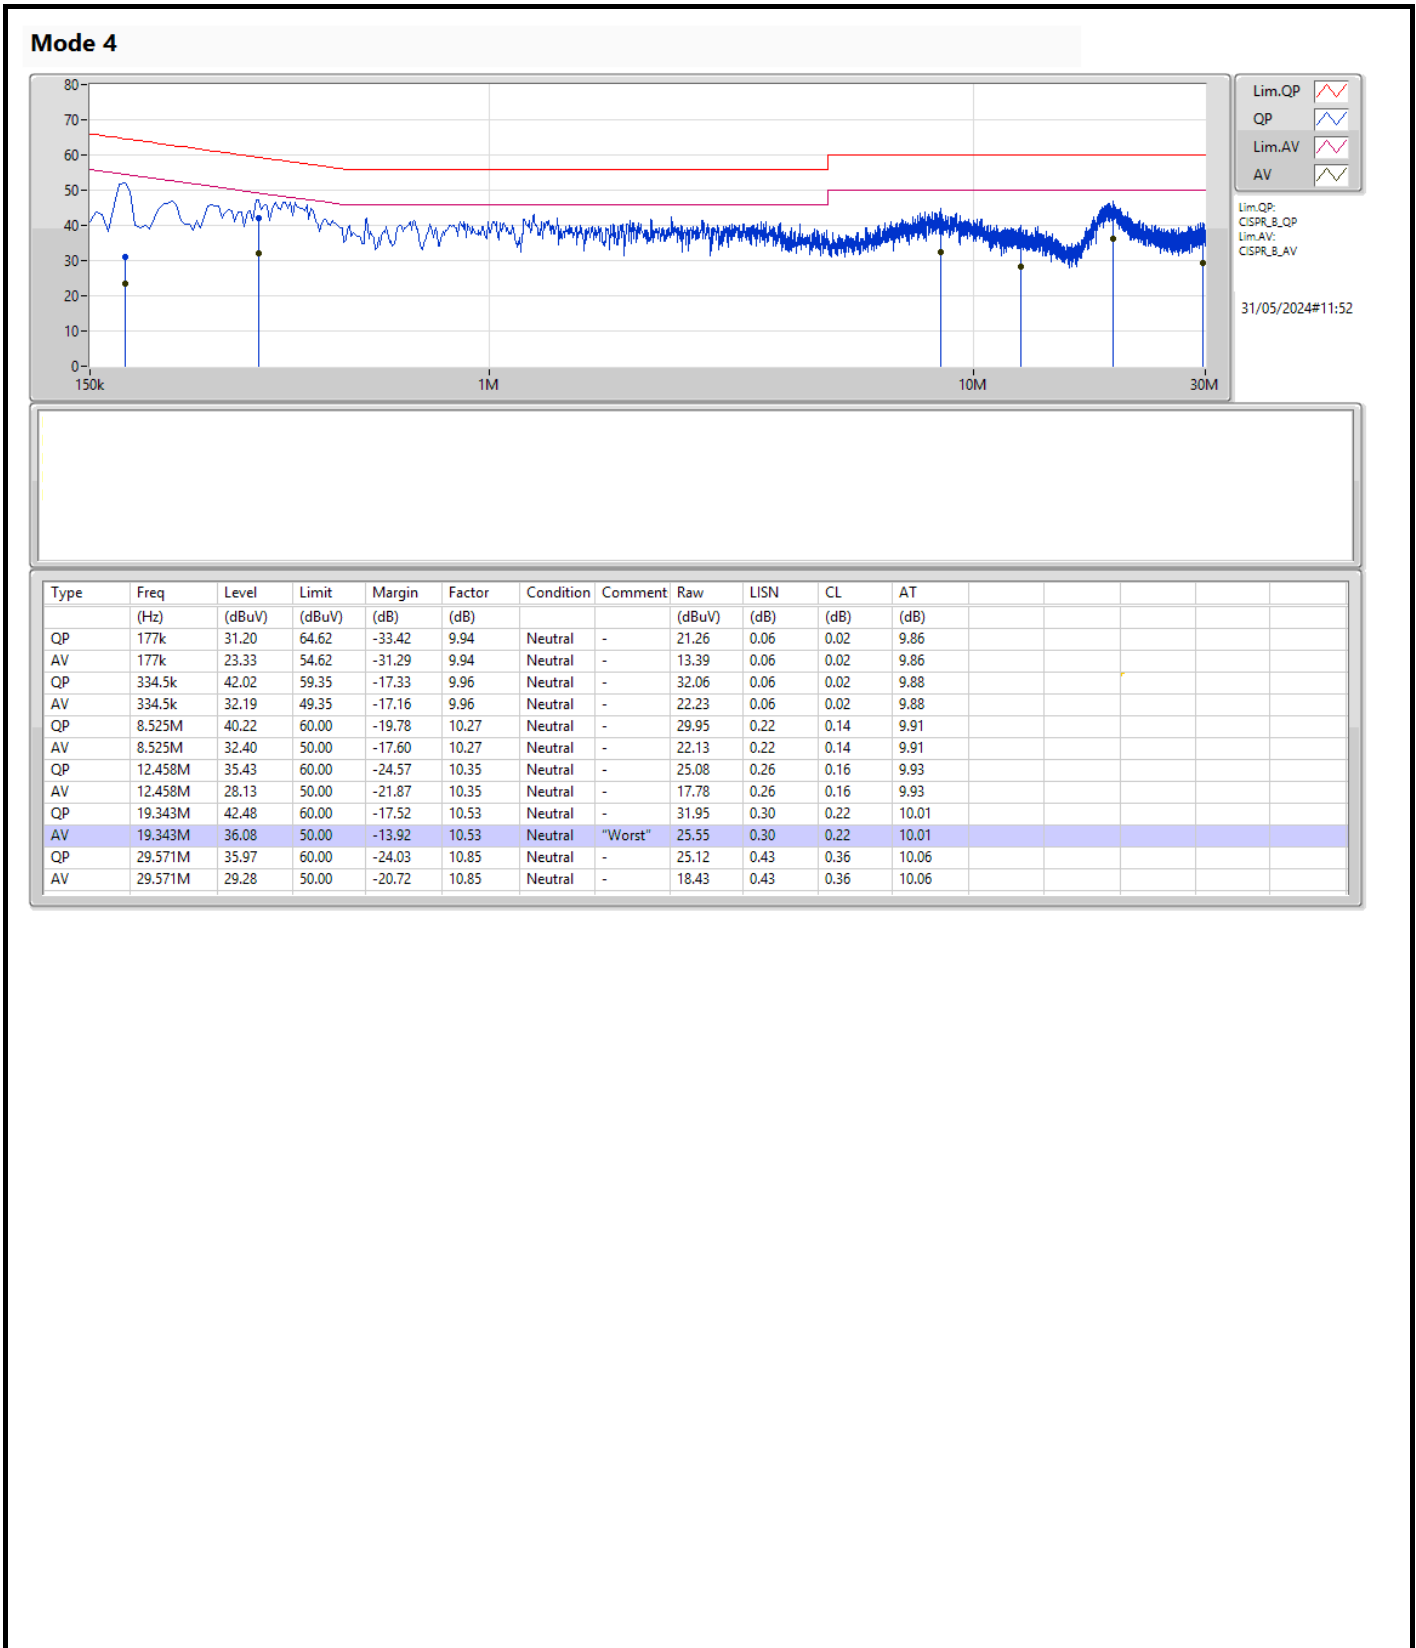 Mode 4
80
70
60
50
40
30
20
10
0
150k 1M 10M 30M
Lim.QP
QP
Lim.AV
AV
Lim.QP:
CISPR_B_QP
Lim.AV:
CISPR_B_AV
31/05/2024#11:52
Type Freq Level Limit Margin Factor Condition Comment Raw LISN CL AT
(Hz) (dBuV) (dBuV) (dB) (dB) (dBuV) (dB) (dB) (dB)
QP 177k 31.20 64.62 -33.42 9.94 Neutral - 21.26 0.06 0.02 9.86
AV 177k 23.33 54.62 -31.29 9.94 Neutral - 13.39 0.06 0.02 9.86
QP 334.5k 42.02 59.35 -17.33 9.96 Neutral - 32.06 0.06 0.02 9.88
AV 334.5k 32.19 49.35 -17.16 9.96 Neutral - 22.23 0.06 0.02 9.88
QP 8.525M 40.22 60.00 -19.78 10.27 Neutral - 29.95 0.22 0.14 9.91
AV 8.525M 32.40 50.00 -17.60 10.27 Neutral - 22.13 0.22 0.14 9.91
QP 12.458M 35.43 60.00 -24.57 10.35 Neutral - 25.08 0.26 0.16 9.93
AV 12.458M 28.13 50.00 -21.87 10.35 Neutral - 17.78 0.26 0.16 9.93
QP 19.343M 42.48 60.00 -17.52 10.53 Neutral - 31.95 0.30 0.22 10.01
AV 19.343M 36.08 50.00 -13.92 10.53 Neutral "Worst" 25.55 0.30 0.22 10.01
QP 29.571M 35.97 60.00 -24.03 10.85 Neutral - 25.12 0.43 0.36 10.06
AV 29.571M 29.28 50.00 -20.72 10.85 Neutral - 18.43 0.43 0.36 10.06